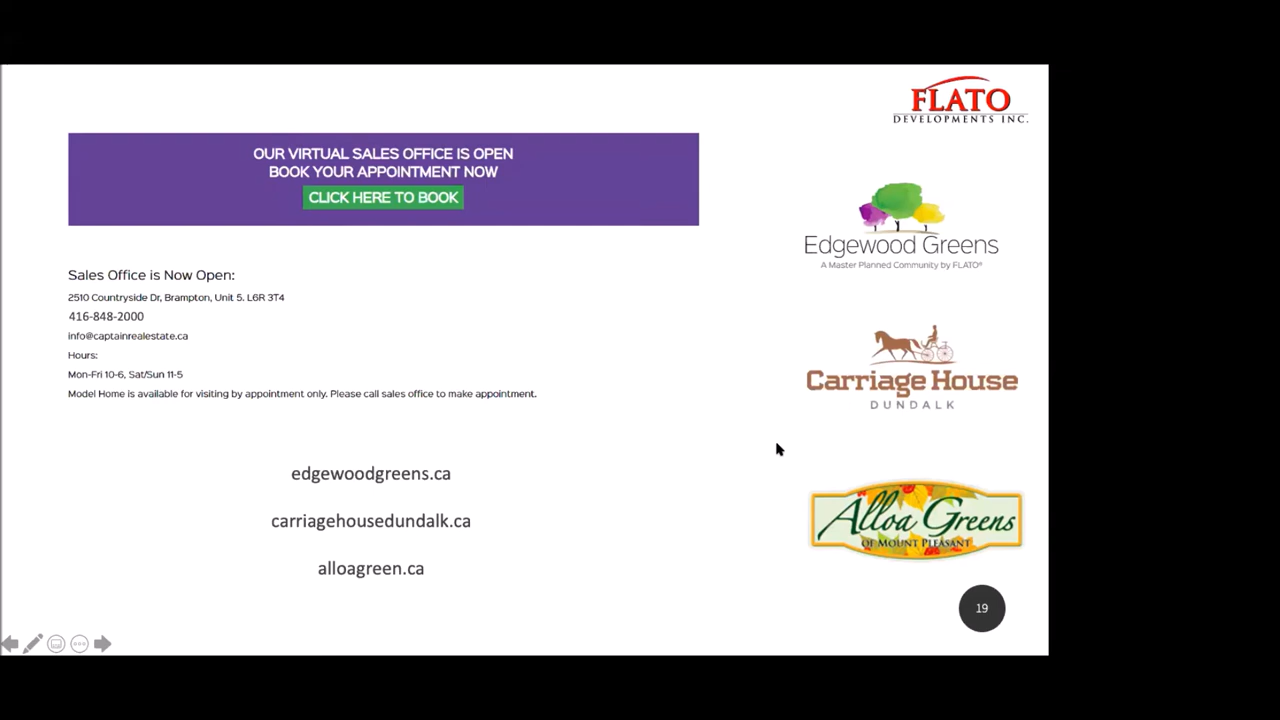 FLATO
DEVELOPMENTS INC.
OUR VIRTUAL SALES OFFICE IS OPEN
BOOK YOUR APPOINTMENT NOW
CLICK HERE TO BOOK
Edgewood Greens
A Master Planned Community by FLATO®
Sales Office is Now Open:
2510 Countryside Dr, Brampton, Unit 5. L6R 3T4
416-848-2000
info@captainrealestate.ca
Hours:
Mon-Fri 10-6, Sat/Sun 11-5
Model Home is available for visiting by appointment only. Please call sales office to make appointment.
Carriage House
DUNDALK
edgewoodgreens.ca
carriagehousedundalk.ca
alloagreen.ca
Alloa Greens
OF MOUNT PLEASANT
19